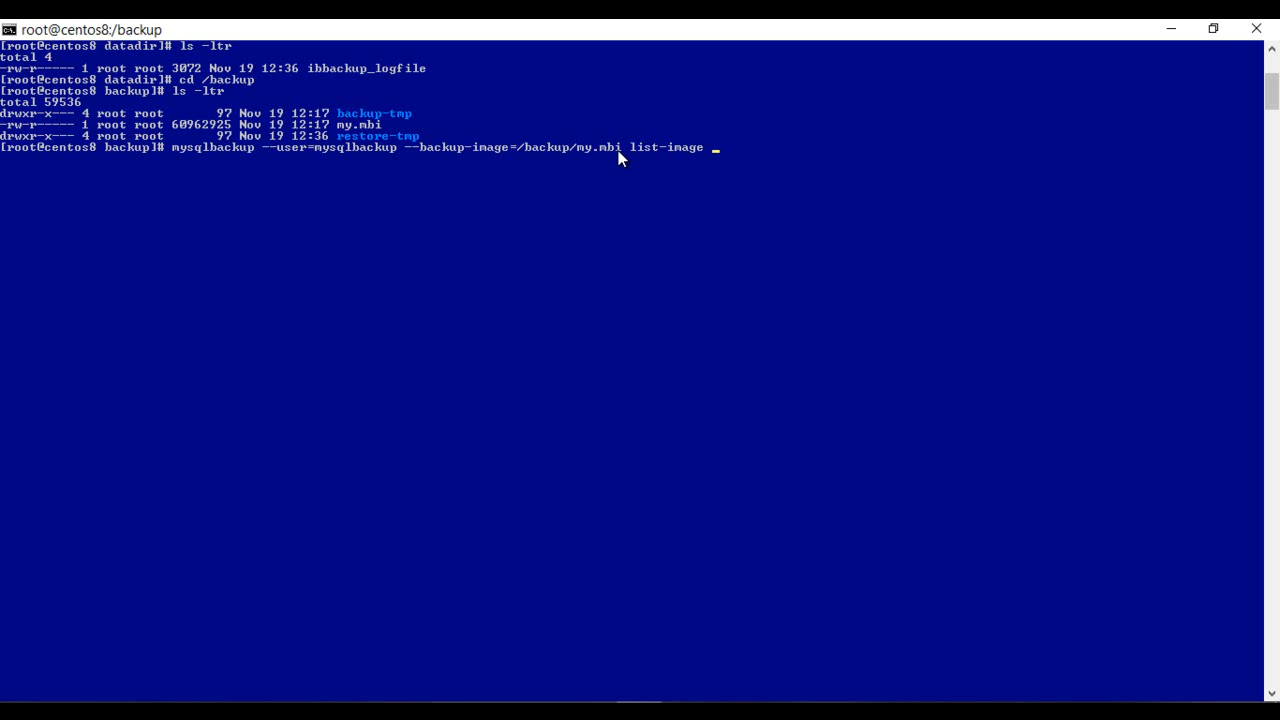 root@centos8:/backup
[root@centos8 datadir]# ls -ltr
total 4
-rw-r----- 1 root root 3072 Nov 19 12:36 ibbackup_logfile
[root@centos8 datadir]# cd /backup
[root@centos8 backup]# ls -ltr
total 59536
drwxr-x--- 4 root root       97 Nov 19 12:17 backup-tmp
-rw-r----- 1 root root 60962925 Nov 19 12:17 my.mbi
drwxr-x--- 4 root root       97 Nov 19 12:36 restore-tmp
[root@centos8 backup]# mysqlbackup --user=mysqlbackup --backup-image=/backup/my.mbi list-image